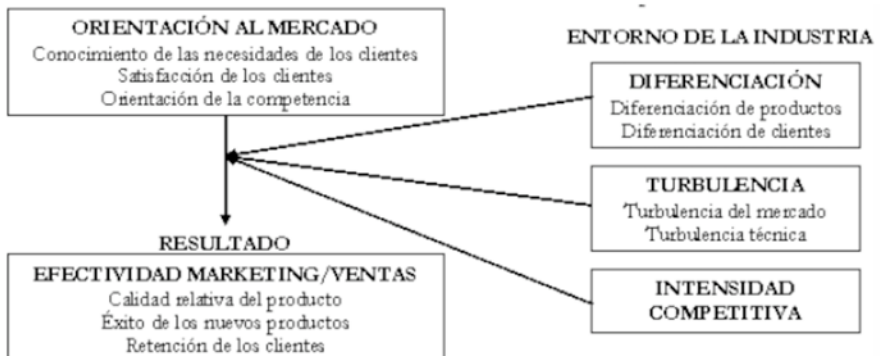 ORIENTACIÓN AL MERCADO
Conocimiento de las necesidades de los clientes
Satisfacción de los clientes
Orientación de la competencia
ENTORNO DE LA INDUSTRIA
DIFERENCIACIÓN
Diferenciación de productos
Diferenciación de clientes
TURBULENCIA
Turbulencia del mercado
Turbulencia técnica
INTENSIDAD
COMPETITIVA
RESULTADO
EFECTIVIDAD MARKETING/VENTAS
Calidad relativa del producto
Éxito de los nuevos productos
Retención de los clientes